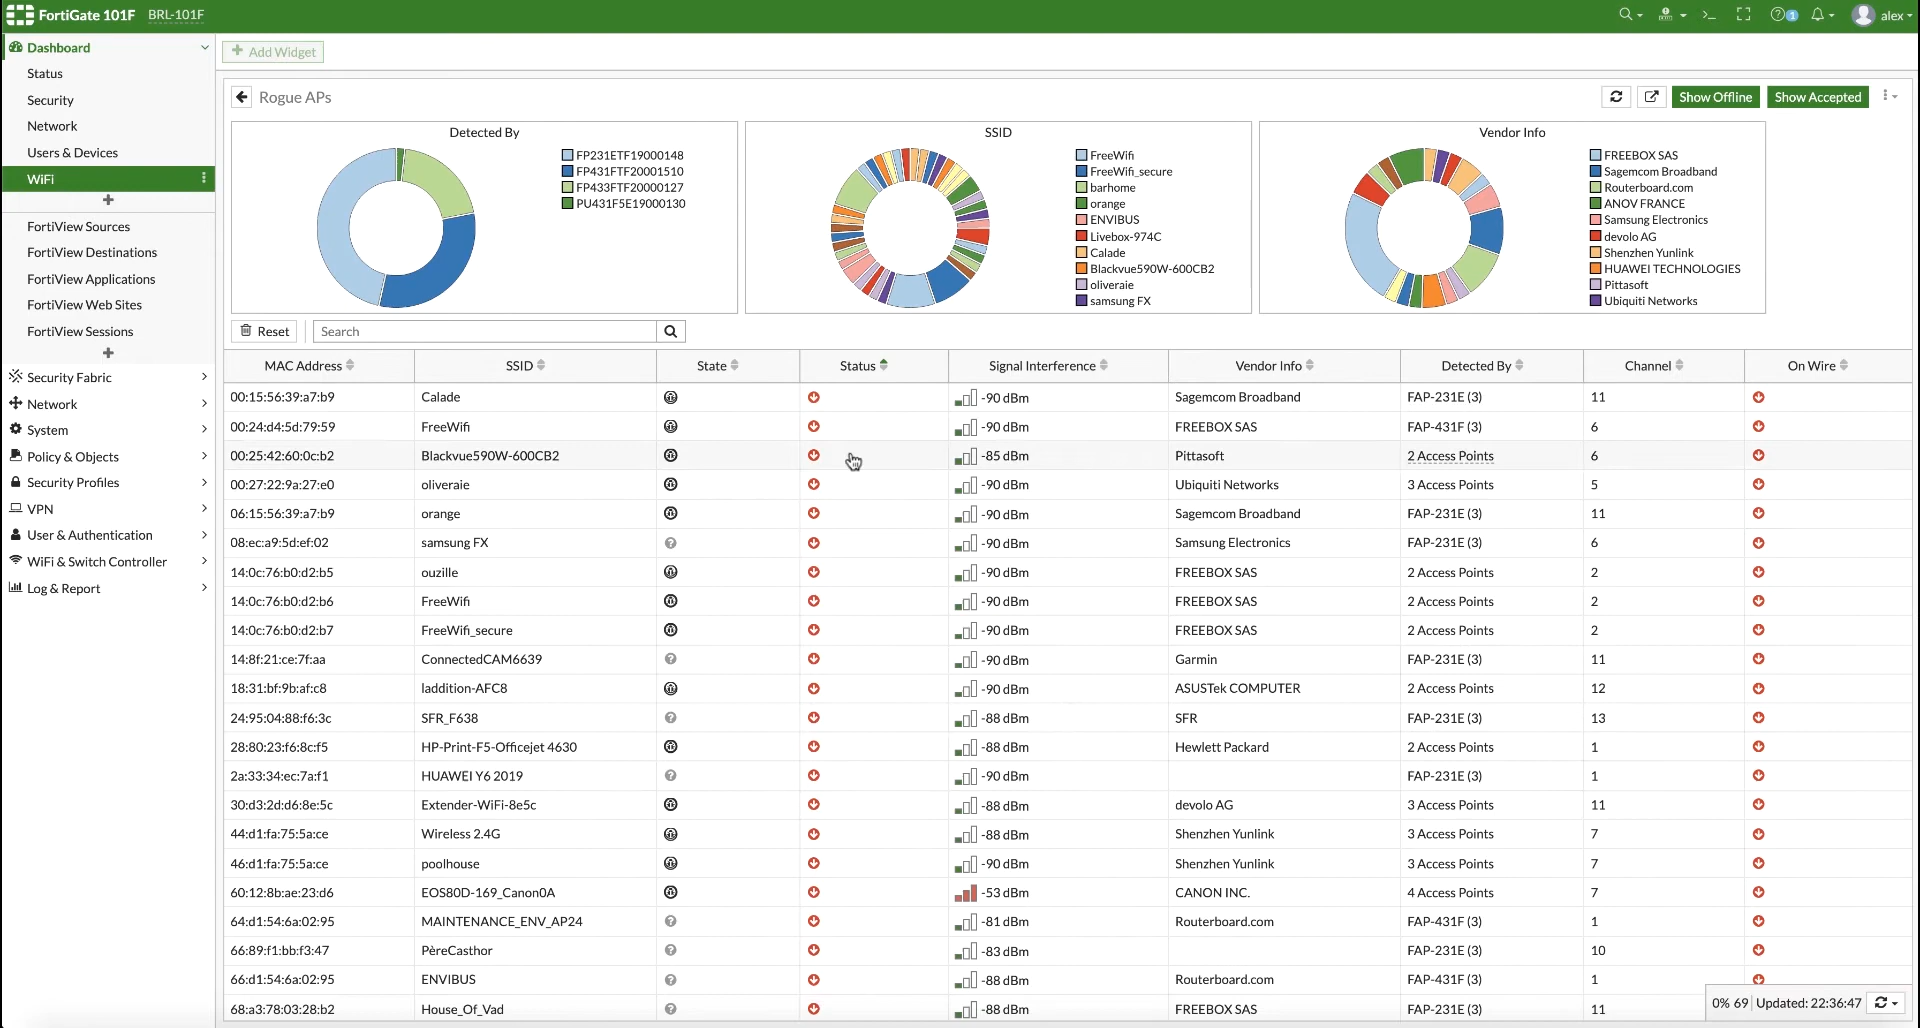 FortiGate 101F BRL-101F
1 alex
Dashboard
Status
Security
Network
Users & Devices
WiFi
FortiView Sources
FortiView Destinations
FortiView Applications
FortiView Web Sites
FortiView Sessions
Security Fabric
Network
System
Policy & Objects
Security Profiles
VPN
User & Authentication
WiFi & Switch Controller
Log & Report
Add Widget
Rogue APs
Show Offline Show Accepted
Detected By
FP231ETF19000148
FP431FTF20001510
FP433FTF20000127
PU431F5E19000130
SSID
FreeWifi
FreeWifi_secure
barhome
orange
ENVIBUS
Livebox-974C
Calade
Blackvue590W-600CB2
oliveraie
samsung FX
Vendor Info
FREEBOX SAS
Sagemcom Broadband
Routerboard.com
ANOV FRANCE
Samsung Electronics
devolo AG
Shenzhen Yunlink
HUAWEI TECHNOLOGIES
Pittasoft
Ubiquiti Networks
Reset Search
MAC Address SSID State Status Signal Interference Vendor Info Detected By Channel On Wire
00:15:56:39:a7:b9 Calade -90 dBm Sagemcom Broadband FAP-231E (3) 11
00:24:d4:5d:79:59 FreeWifi -90 dBm FREEBOX SAS FAP-431F (3) 6
00:25:42:60:0c:b2 Blackvue590W-600CB2 -85 dBm Pittasoft 2 Access Points 6
00:27:22:9a:27:e0 oliveraie -90 dBm Ubiquiti Networks 3 Access Points 5
06:15:56:39:a7:b9 orange -90 dBm Sagemcom Broadband FAP-231E (3) 11
08:ec:a9:5d:ef:02 samsung FX -90 dBm Samsung Electronics FAP-231E (3) 6
14:0c:76:b0:d2:b5 ouzille -90 dBm FREEBOX SAS 2 Access Points 2
14:0c:76:b0:d2:b6 FreeWifi -90 dBm FREEBOX SAS 2 Access Points 2
14:0c:76:b0:d2:b7 FreeWifi_secure -90 dBm FREEBOX SAS 2 Access Points 2
14:8f:21:ce:7f:aa ConnectedCAM6639 -90 dBm Garmin FAP-231E (3) 11
18:31:bf:9b:af:c8 laddition-AFC8 -90 dBm ASUSTek COMPUTER 2 Access Points 12
24:95:04:88:f6:3c SFR_F638 -88 dBm SFR FAP-231E (3) 13
28:80:23:f6:8c:f5 HP-Print-F5-Officejet 4630 -88 dBm Hewlett Packard 2 Access Points 1
2a:33:34:ec:7a:f1 HUAWEI Y6 2019 -90 dBm FAP-231E (3) 1
30:d3:2d:d6:8e:5c Extender-WiFi-8e5c -88 dBm devolo AG 3 Access Points 11
44:d1:fa:75:5a:ce Wireless 2.4G -88 dBm Shenzhen Yunlink 3 Access Points 7
46:d1:fa:75:5a:ce poolhouse -90 dBm Shenzhen Yunlink 3 Access Points 7
60:12:8b:ae:23:d6 EOS80D-169_Canon0A -53 dBm CANON INC. 4 Access Points 7
64:d1:54:6a:02:95 MAINTENANCE_ENV_AP24 -81 dBm Routerboard.com FAP-431F (3) 1
66:89:f1:bb:f3:47 PèreCasthor -83 dBm FAP-231E (3) 10
66:d1:54:6a:02:95 ENVIBUS -88 dBm Routerboard.com FAP-431F (3) 1
68:a3:78:03:28:b2 House_Of_Vad -88 dBm FREEBOX SAS FAP-231E (3) 11
0% 69 Updated: 22:36:47